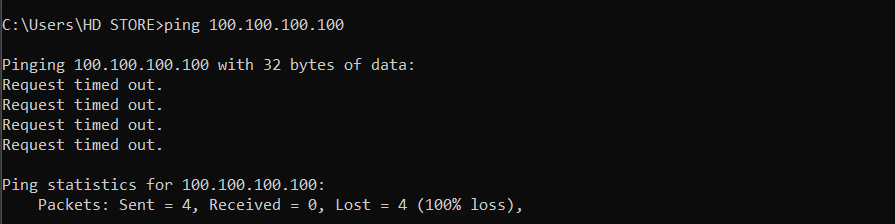 C:\Users\HD STORE>ping 100.100.100.100
Pinging 100.100.100.100 with 32 bytes of data:
Request timed out.
Request timed out.
Request timed out.
Request timed out.
Ping statistics for 100.100.100.100:
    Packets: Sent = 4, Received = 0, Lost = 4 (100% loss),